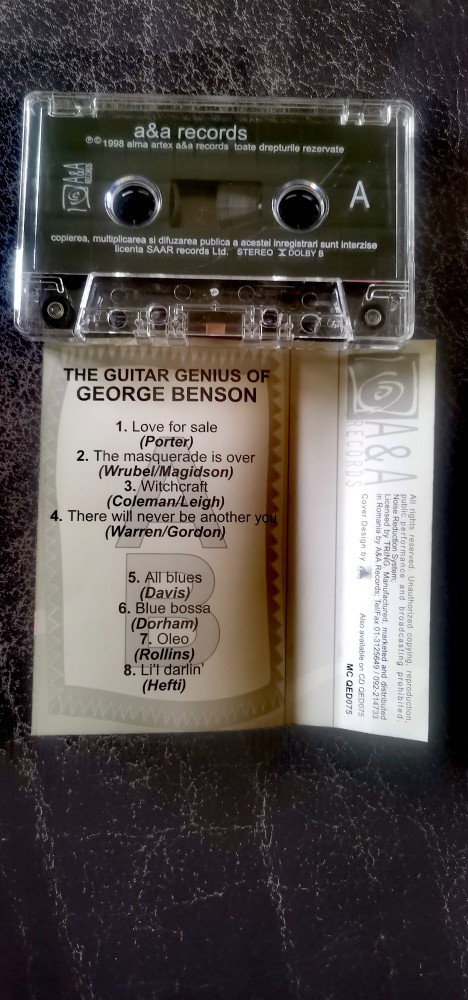 a&a records
℗©1998 alma artex a&a records toate drepturile rezervate
A&A
RECORDS
A
copierea, multiplicarea si difuzarea publica a acestei inregistrari sunt interzise
licenta SAAR records Ltd. STEREO DOLBY B
THE GUITAR GENIUS OF
GEORGE BENSON
1. Love for sale
(Porter)
2. The masquerade is over
(Wrubel/Magidson)
3. Witchcraft
(Coleman/Leigh)
4. There will never be another you
(Warren/Gordon)
A
5. All blues
(Davis)
6. Blue bossa
(Dorham)
7. Oleo
(Rollins)
8. Li'l darlin'
(Hefti)
B
A&A
RECORDS
All rights reserved. Unauthorized copying, reproduction,
public performance and broadcasting prohibited.
Noise Reduction System;
Licensed by TRING. Manufactured, marketed and distributed
in Romania by A&A Records; Tel/Fax 01-3125649 / 092-214733
Cover Design by
Also available on CD QED075
MC QED075